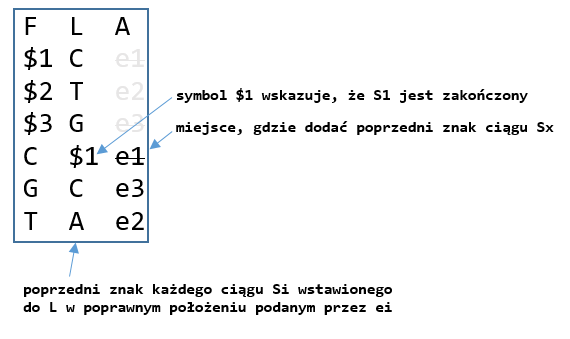 F L A
$1 C e1
$2 T e2
$3 G e3
C $1 e1
G C e3
T A e2
symbol $1 wskazuje, że S1 jest zakończony
miejsce, gdzie dodać poprzedni znak ciągu Sx
poprzedni znak każdego ciągu Si wstawionego
do L w poprawnym położeniu podanym przez ei